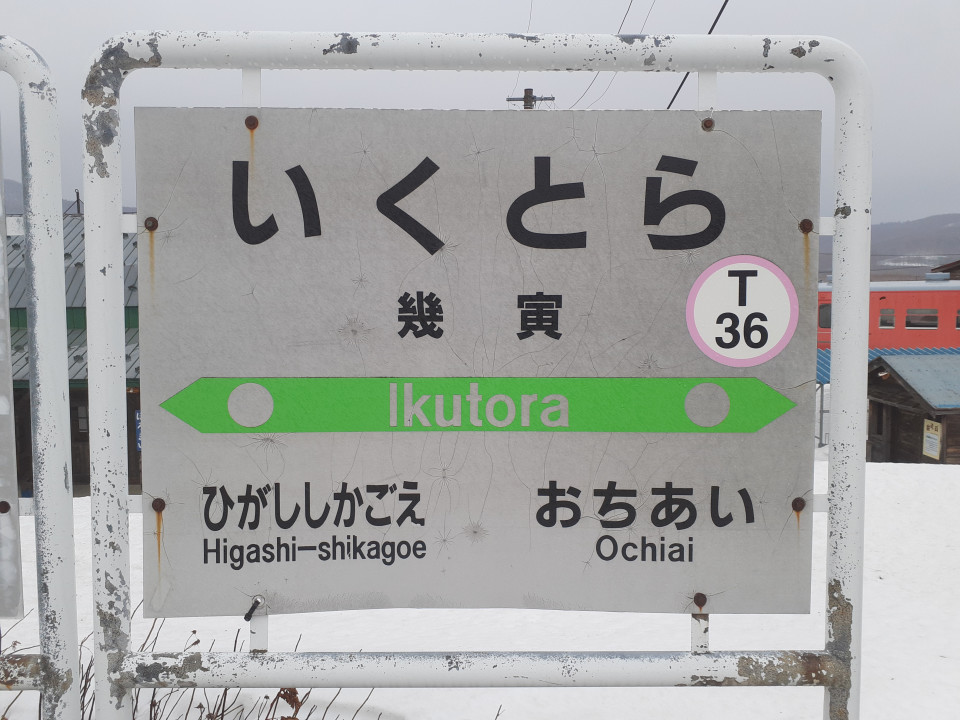 いくとら
幾寅
T
36
Ikutora
ひがししかごえ
Higashi-shikagoe
おちあい
Ochiai